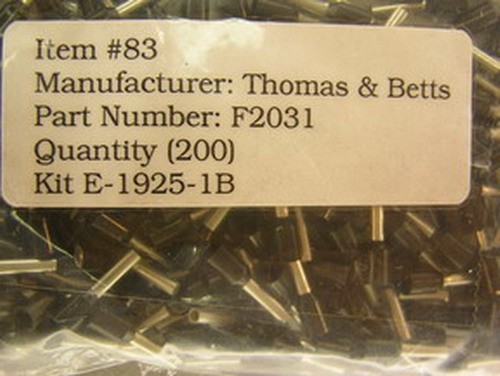 Item #83
Manufacturer: Thomas & Betts
Part Number: F2031
Quantity (200)
Kit E-1925-1B